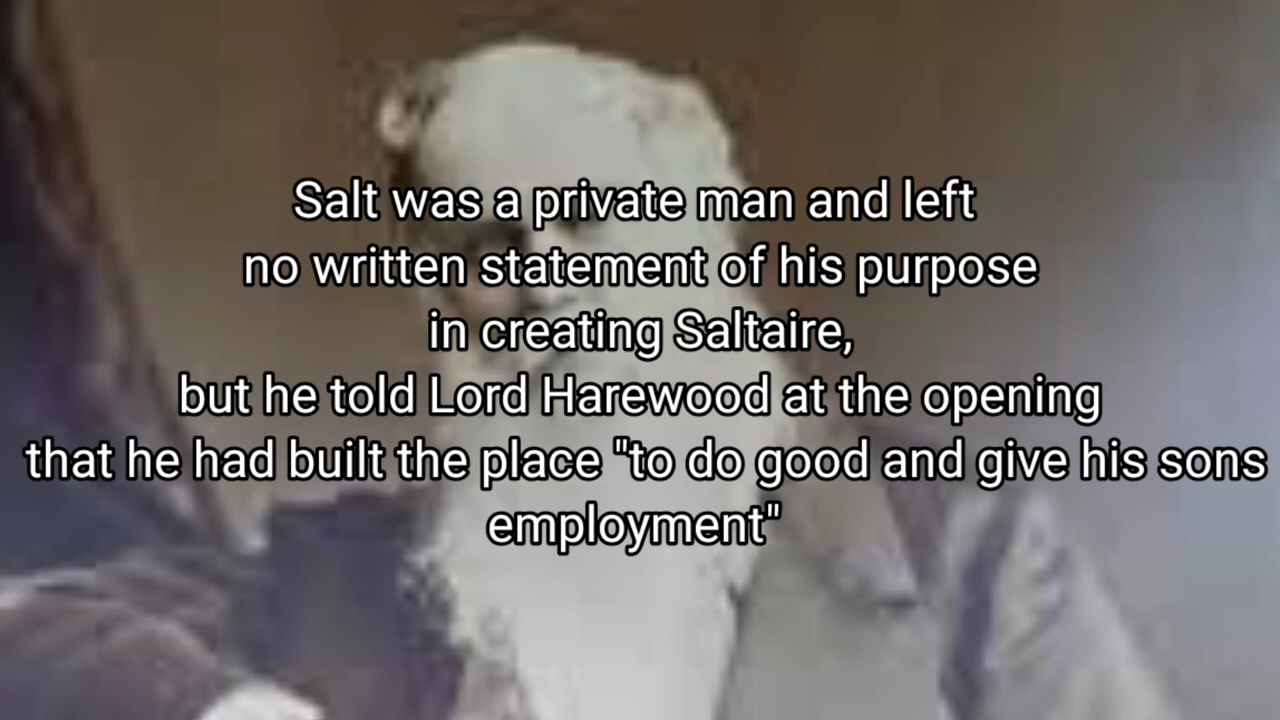 Salt was a private man and left
no written statement of his purpose
in creating Saltaire,
but he told Lord Harewood at the opening
that he had built the place "to do good and give his sons
employment"